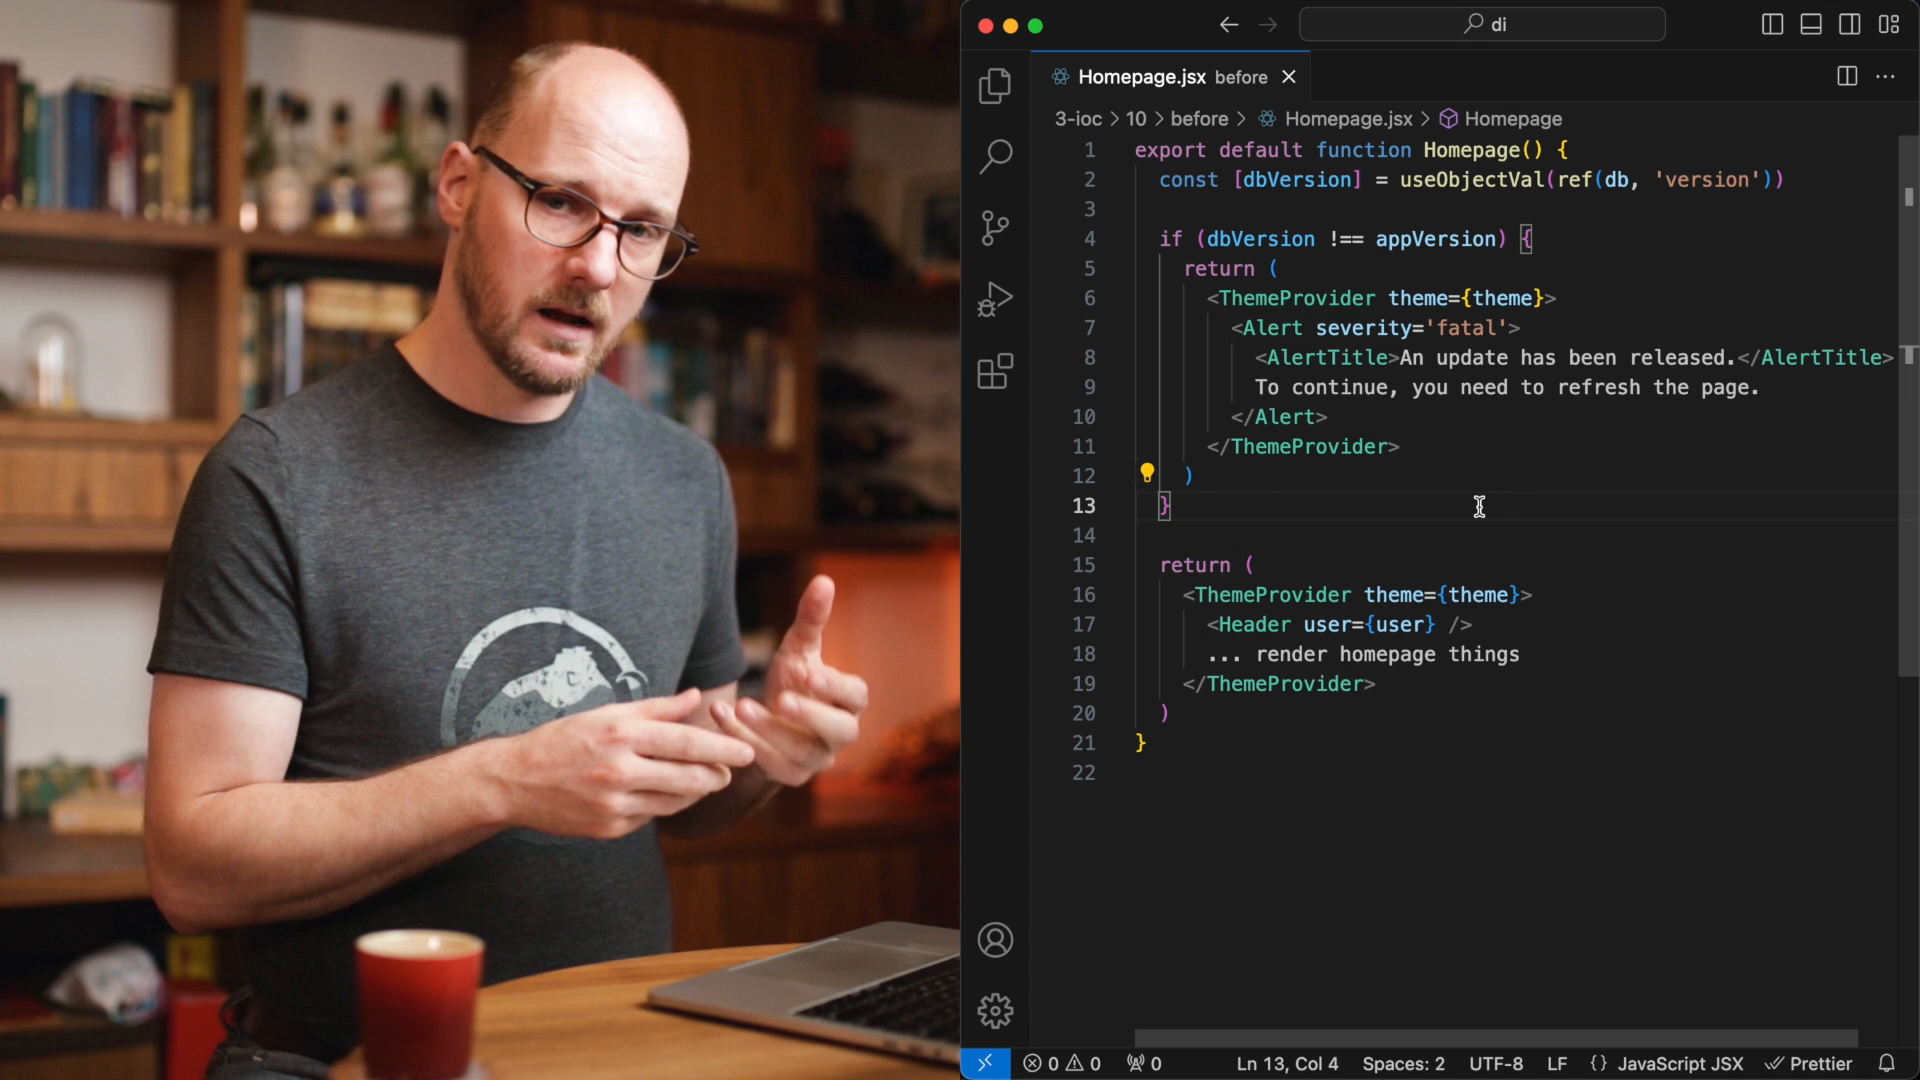 di
Homepage.jsx before
3-ioc > 10 > before > Homepage.jsx > Homepage
1 export default function Homepage() {
2 const [dbVersion] = useObjectVal(ref(db, 'version'))
3
4 if (dbVersion !== appVersion) {
5 return (
6 <ThemeProvider theme={theme}>
7 <Alert severity='fatal'>
8 <AlertTitle>An update has been released.</AlertTitle>
9 To continue, you need to refresh the page.
10 </Alert>
11 </ThemeProvider>
12 )
13 }
14
15 return (
16 <ThemeProvider theme={theme}>
17 <Header user={user} />
18 ... render homepage things
19 </ThemeProvider>
20 )
21 }
22
0 0 0 Ln 13, Col 4 Spaces: 2 UTF-8 LF {} JavaScript JSX Prettier